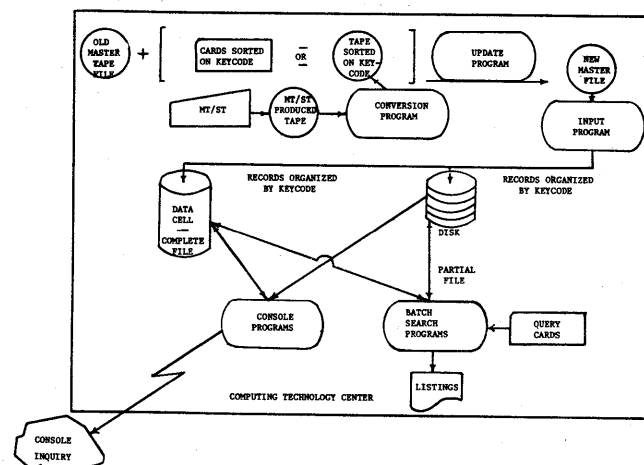 OLD
MASTER
TAPE
FILE
+
CARDS SORTED
ON KEYCODE
OR
TAPE
SORTED
ON KEY-
CODE
UPDATE
PROGRAM
NEW
MASTER
FILE
MT/ST
MT/ST
PRODUCED
TAPE
CONVERSION
PROGRAM
INPUT
PROGRAM
RECORDS ORGANIZED
BY KEYCODE
RECORDS ORGANIZED
BY KEYCODE
DATA
CELL
—
COMPLETE
FILE
DISK
PARTIAL
FILE
CONSOLE
PROGRAMS
BATCH
SEARCH
PROGRAMS
QUERY
CARDS
LISTINGS
COMPUTING TECHNOLOGY CENTER
CONSOLE
INQUIRY